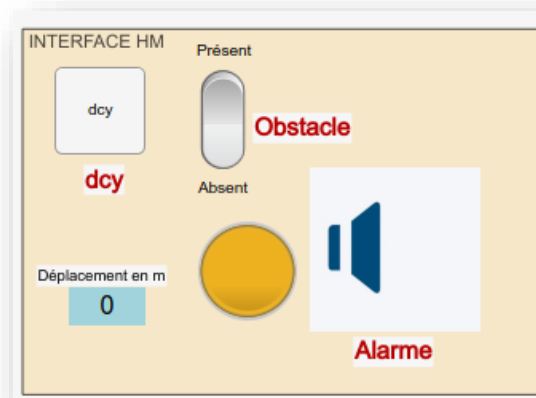 INTERFACE HM
Présent
dcy
Obstacle
dcy
Absent
Déplacement en m
0
Alarme